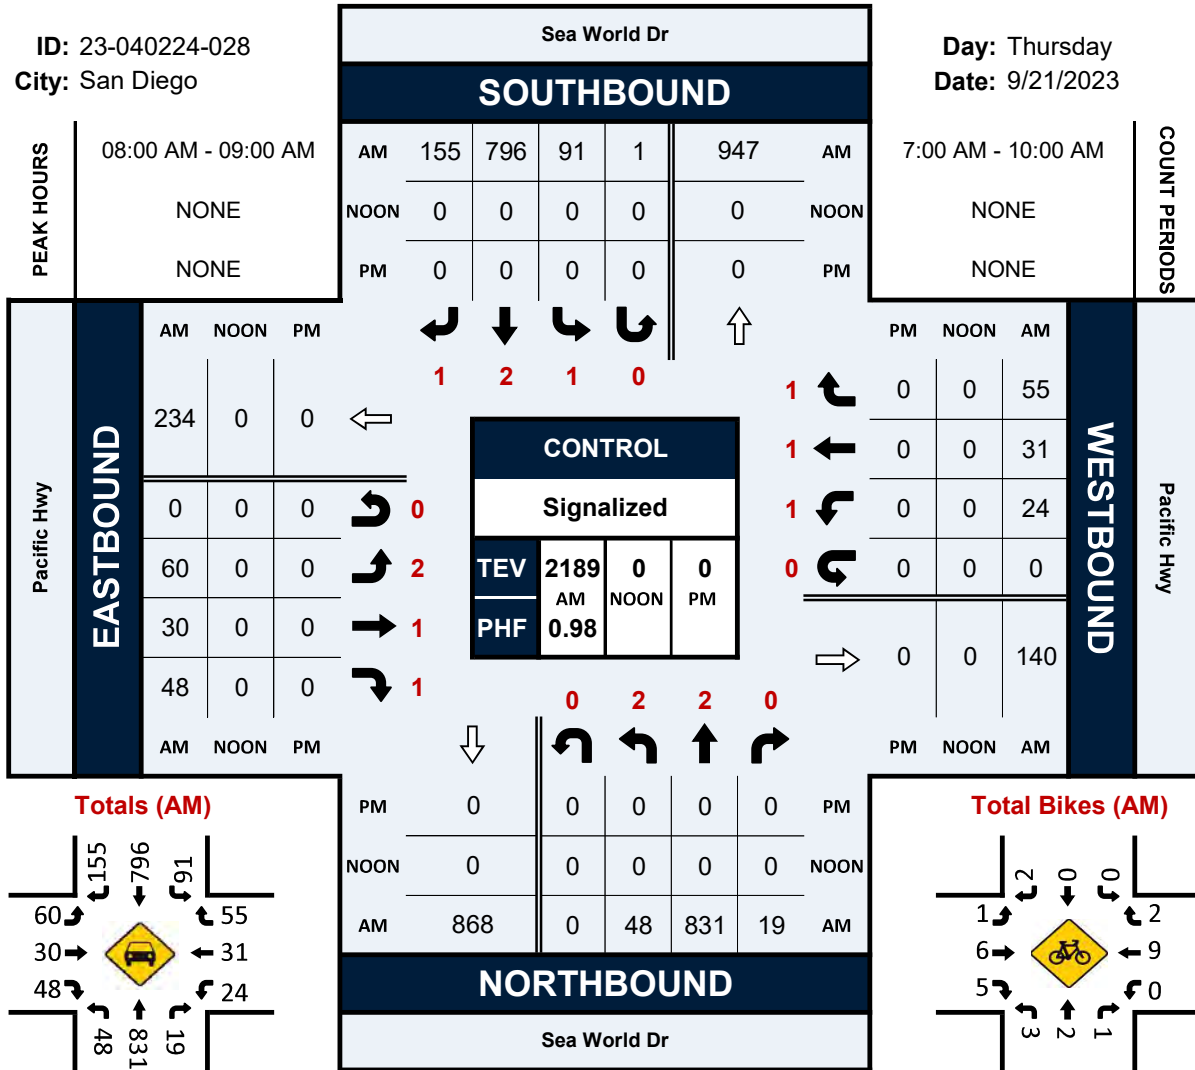 ID: 23-040224-028
City: San Diego
Sea World Dr
Day: Thursday
Date: 9/21/2023
SOUTHBOUND
PEAK HOURS
08:00 AM - 09:00 AM
NONE
NONE
AM 155 796 91 1 947 AM
NOON 0 0 0 0 0 NOON
PM 0 0 0 0 0 PM
7:00 AM - 10:00 AM
NONE
NONE
COUNT PERIODS
1 2 1 0
Pacific Hwy
EASTBOUND
AM NOON PM
234 0 0
0 0 0 0
60 0 0 2
30 0 0 1
48 0 0 1
AM NOON PM
CONTROL
Signalized
TEV 2189 0 0
AM NOON PM
PHF 0.98
PM NOON AM
1 0 0 55
1 0 0 31
1 0 0 24
0 0 0 0
0 0 140
PM NOON AM
WESTBOUND
Pacific Hwy
0 2 2 0
PM 0 0 0 0 0 PM
NOON 0 0 0 0 0 NOON
AM 868 0 48 831 19 AM
NORTHBOUND
Sea World Dr
Totals (AM)
155 796 91
60 55
30 31
48 24
48 831 19
Total Bikes (AM)
2 0 0
1 2
6 9
5 0
3 2 1